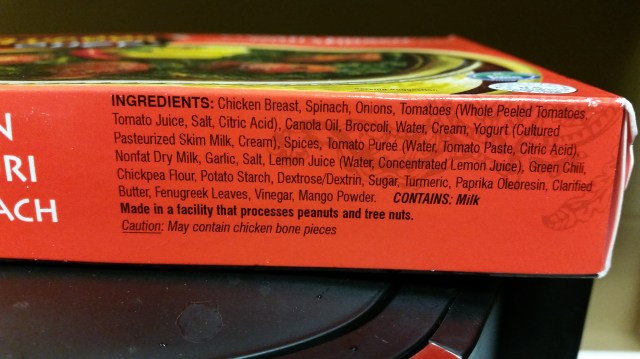 INGREDIENTS: Chicken Breast, Spinach, Onions, Tomatoes (Whole Peeled Tomatoes,
Tomato Juice, Salt, Citric Acid), Canola Oil, Broccoli, Water, Cream, Yogurt (Cultured
Pasteurized Skim Milk, Cream), Spices, Tomato Puree (Water, Tomato Paste, Citric Acid),
Nonfat Dry Milk, Garlic, Salt, Lemon Juice (Water, Concentrated Lemon Juice), Green Chili,
Chickpea Flour, Potato Starch, Dextrose/Dextrin, Sugar, Turmeric, Paprika Oleoresin, Clarified
Butter, Fenugreek Leaves, Vinegar, Mango Powder. CONTAINS: Milk
Made in a facility that processes peanuts and tree nuts.
Caution: May contain chicken bone pieces
N
RI
ACH